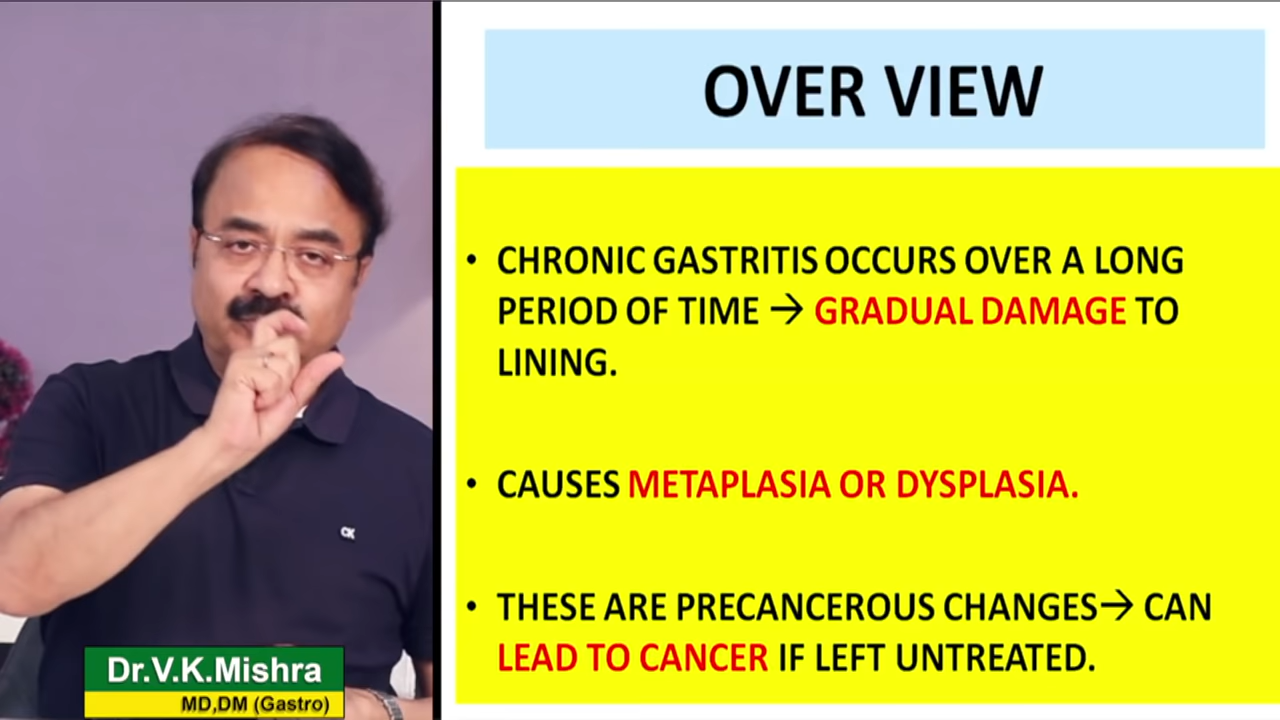 OVER VIEW
• CHRONIC GASTRITIS OCCURS OVER A LONG
PERIOD OF TIME → GRADUAL DAMAGE TO
LINING.
• CAUSES METAPLASIA OR DYSPLASIA.
• THESE ARE PRECANCEROUS CHANGES→ CAN
LEAD TO CANCER IF LEFT UNTREATED.
CK
Dr.V.K.Mishra
MD,DM (Gastro)